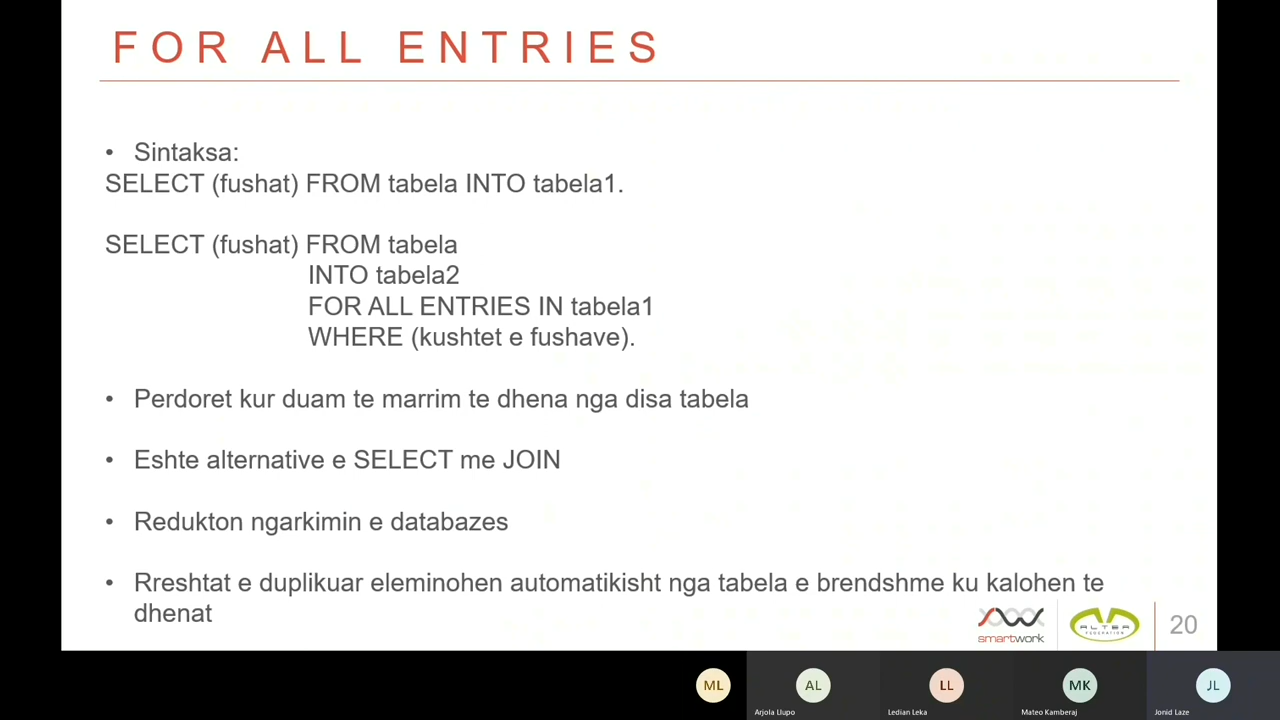 FOR ALL ENTRIES
• Sintaksa:
SELECT (fushat) FROM tabela INTO tabela1.
SELECT (fushat) FROM tabela
INTO tabela2
FOR ALL ENTRIES IN tabela1
WHERE (kushtet e fushave).
• Perdoret kur duam te marrim te dhena nga disa tabela
• Eshte alternative e SELECT me JOIN
• Redukton ngarkimin e databazes
• Rreshtat e duplikuar eleminohen automatikisht nga tabela e brendshme ku kalohen te
dhenat
smartwork
ALTEA
FEDERATION
20
ML
AL
LL
MK
JL
Arjola Llupo
Ledian Leka
Mateo Kamberaj
Jonid Laze